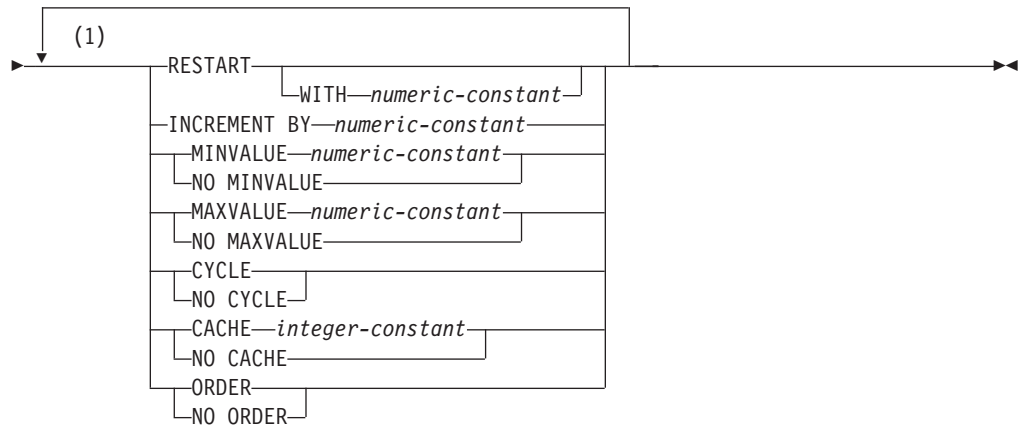 (1)
RESTART
WITH numeric-constant
INCREMENT BY numeric-constant
MINVALUE numeric-constant
NO MINVALUE
MAXVALUE numeric-constant
NO MAXVALUE
CYCLE
NO CYCLE
CACHE integer-constant
NO CACHE
ORDER
NO ORDER